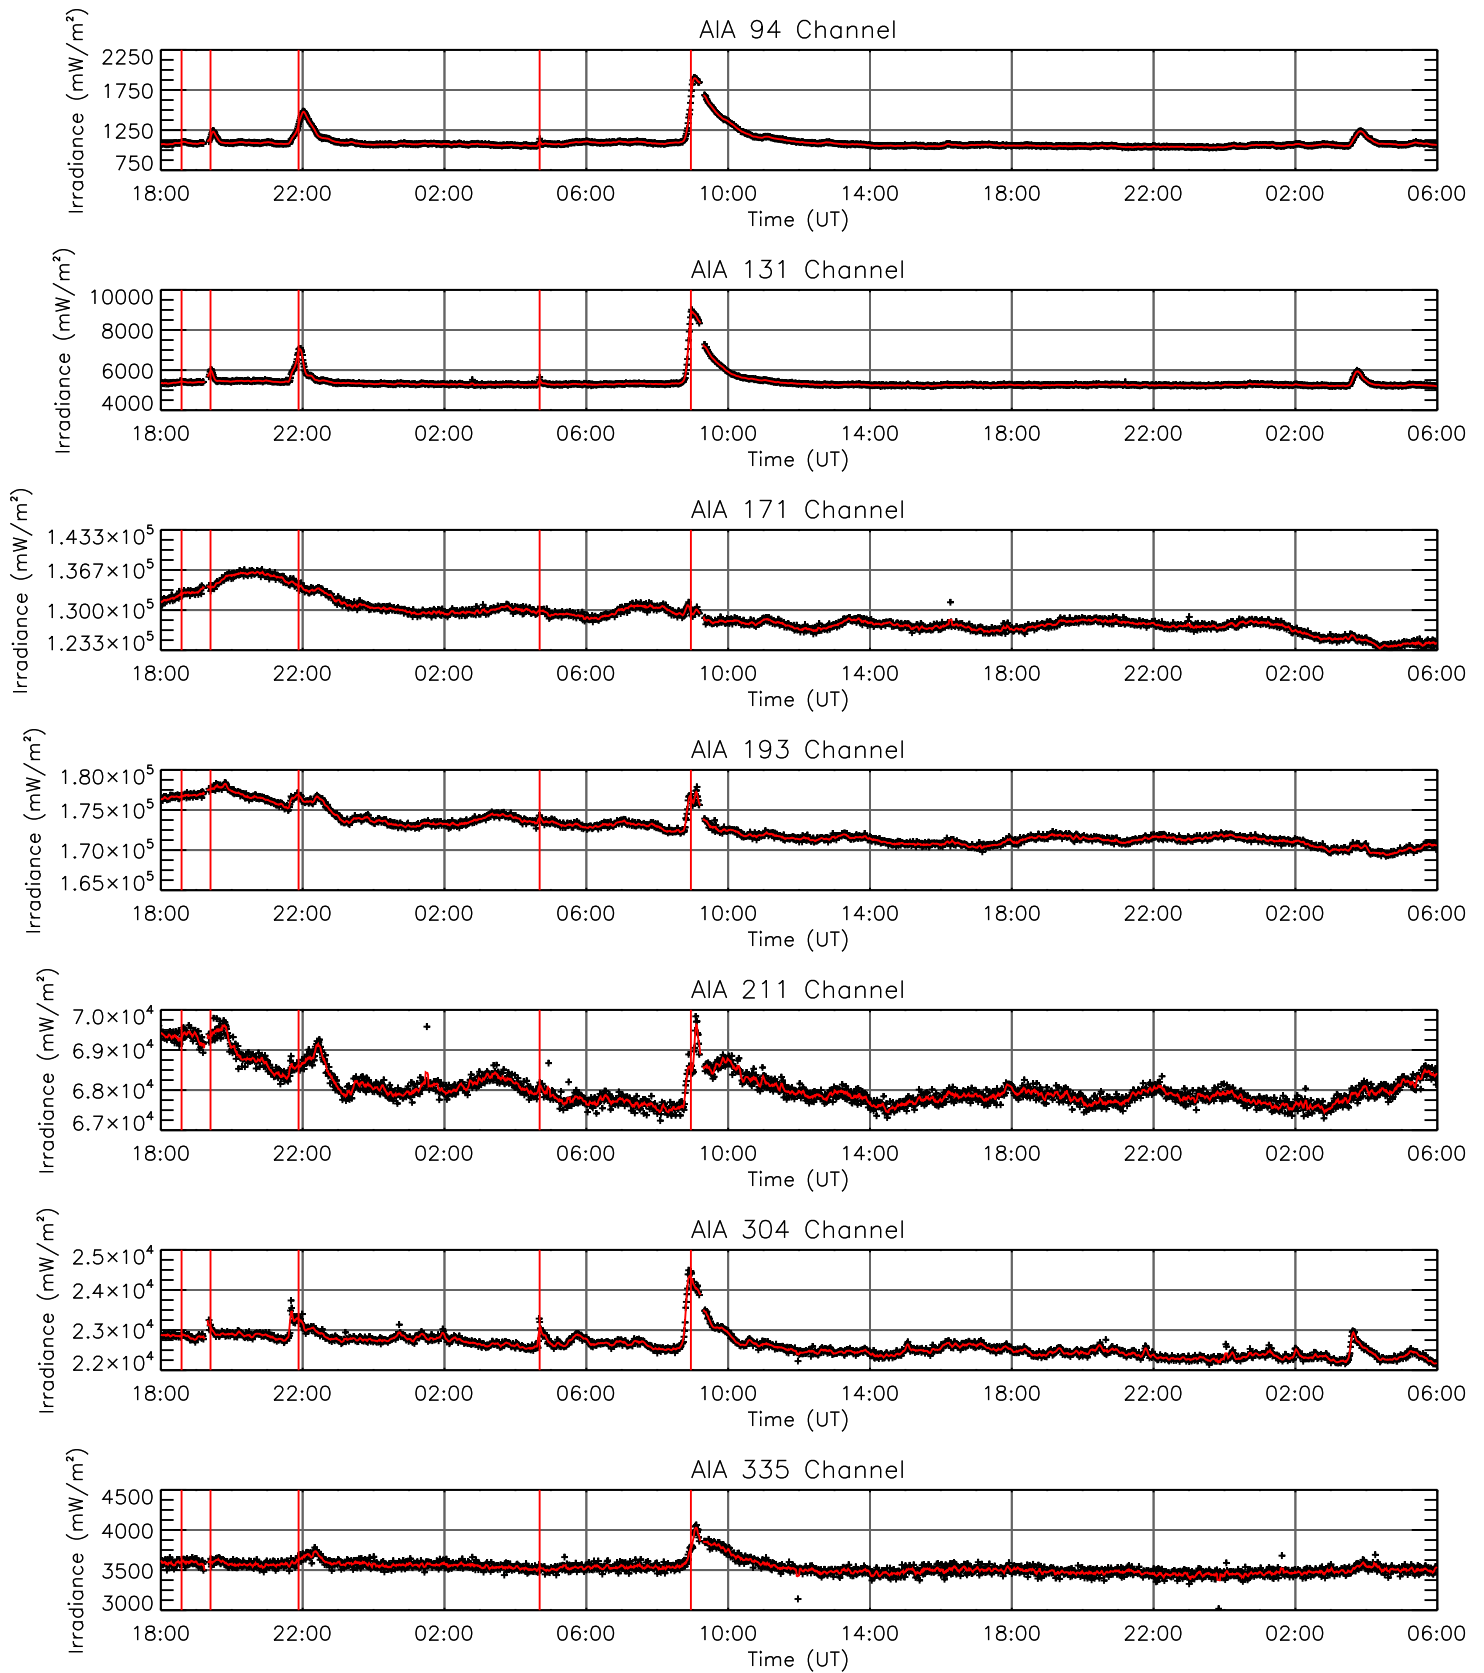 AIA 94 Channel
Irradiance (mW/m²)
2250
1750
1250
750
18:00 22:00 02:00 06:00 10:00 14:00 18:00 22:00 02:00 06:00
Time (UT)
AIA 131 Channel
Irradiance (mW/m²)
10000
8000
6000
4000
18:00 22:00 02:00 06:00 10:00 14:00 18:00 22:00 02:00 06:00
Time (UT)
AIA 171 Channel
Irradiance (mW/m²)
1.433×10⁵
1.367×10⁵
1.300×10⁵
1.233×10⁵
18:00 22:00 02:00 06:00 10:00 14:00 18:00 22:00 02:00 06:00
Time (UT)
AIA 193 Channel
Irradiance (mW/m²)
1.80×10⁵
1.75×10⁵
1.70×10⁵
1.65×10⁵
18:00 22:00 02:00 06:00 10:00 14:00 18:00 22:00 02:00 06:00
Time (UT)
AIA 211 Channel
Irradiance (mW/m²)
7.0×10⁴
6.9×10⁴
6.8×10⁴
6.7×10⁴
18:00 22:00 02:00 06:00 10:00 14:00 18:00 22:00 02:00 06:00
Time (UT)
AIA 304 Channel
Irradiance (mW/m²)
2.5×10⁴
2.4×10⁴
2.3×10⁴
2.2×10⁴
18:00 22:00 02:00 06:00 10:00 14:00 18:00 22:00 02:00 06:00
Time (UT)
AIA 335 Channel
Irradiance (mW/m²)
4500
4000
3500
3000
18:00 22:00 02:00 06:00 10:00 14:00 18:00 22:00 02:00 06:00
Time (UT)